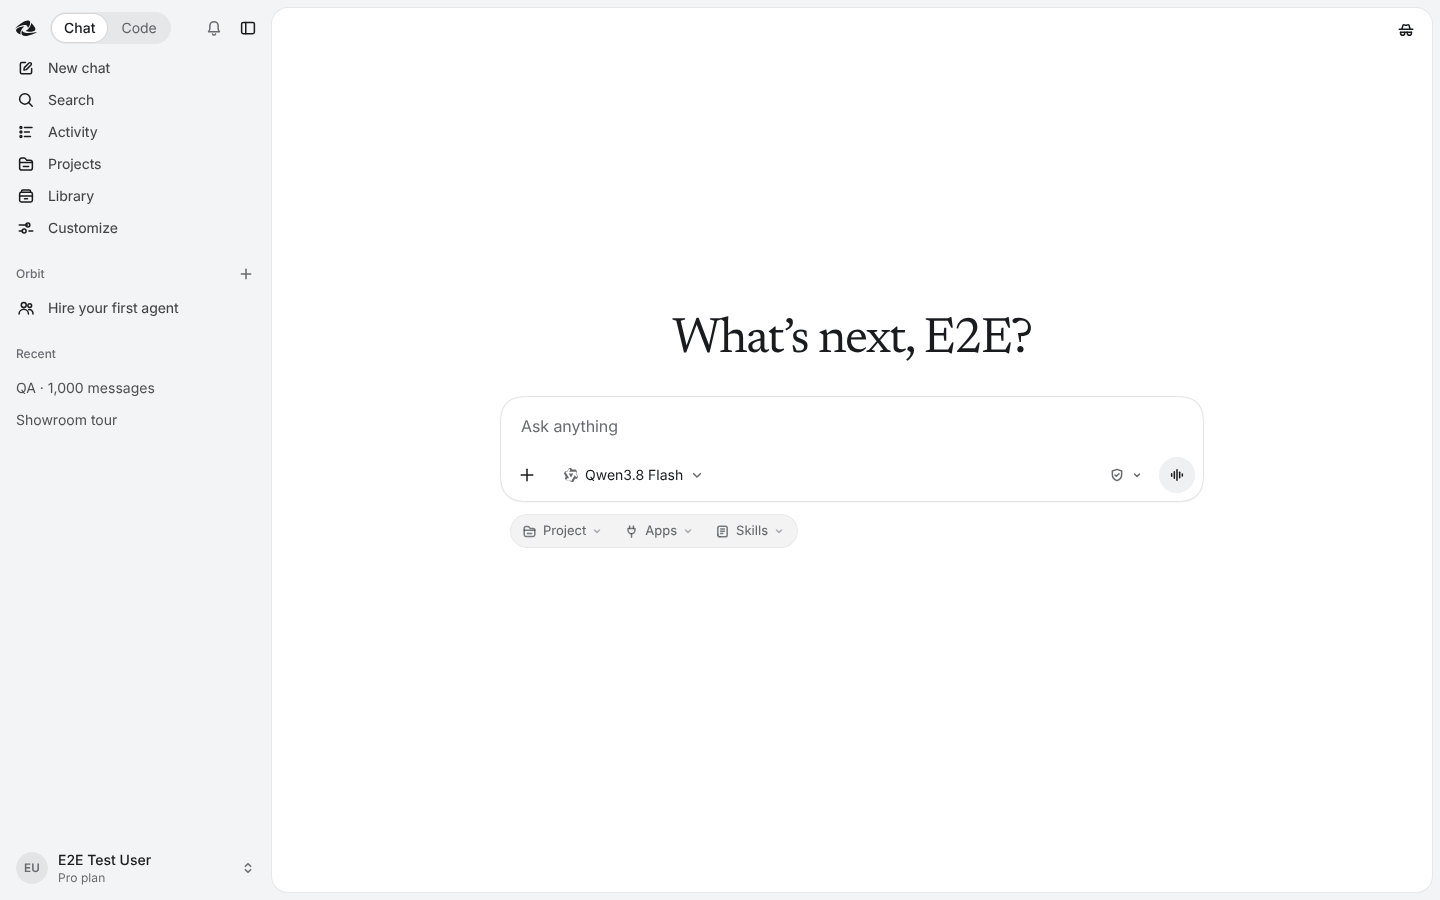 Chat Code
New chat
Search
Activity
Projects
Library
Customize
Orbit
Hire your first agent
Recent
QA · 1,000 messages
Showroom tour
EU
E2E Test User
Pro plan
What’s next, E2E?
Ask anything
Qwen3.8 Flash
Project Apps Skills